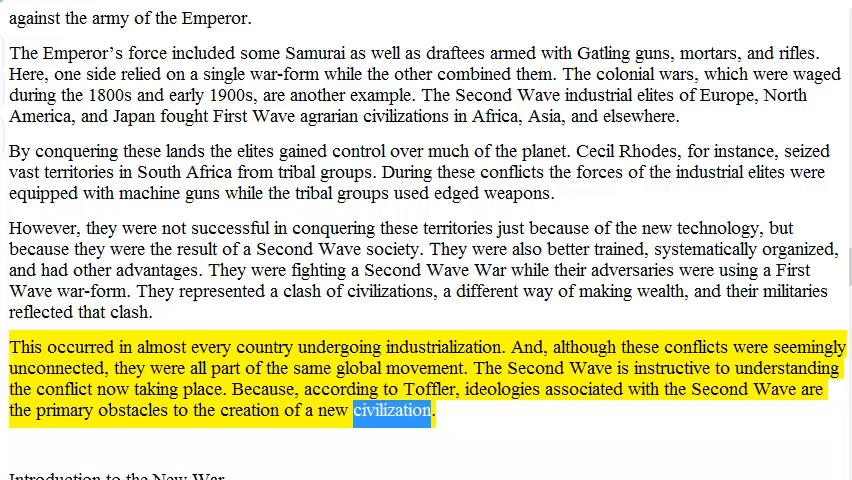 against the army of the Emperor.
The Emperor’s force included some Samurai as well as draftees armed with Gatling guns, mortars, and rifles.
Here, one side relied on a single war-form while the other combined them. The colonial wars, which were waged
during the 1800s and early 1900s, are another example. The Second Wave industrial elites of Europe, North
America, and Japan fought First Wave agrarian civilizations in Africa, Asia, and elsewhere.
By conquering these lands the elites gained control over much of the planet. Cecil Rhodes, for instance, seized
vast territories in South Africa from tribal groups. During these conflicts the forces of the industrial elites were
equipped with machine guns while the tribal groups used edged weapons.
However, they were not successful in conquering these territories just because of the new technology, but
because they were the result of a Second Wave society. They were also better trained, systematically organized,
and had other advantages. They were fighting a Second Wave War while their adversaries were using a First
Wave war-form. They represented a clash of civilizations, a different way of making wealth, and their militaries
reflected that clash.
This occurred in almost every country undergoing industrialization. And, although these conflicts were seemingly
unconnected, they were all part of the same global movement. The Second Wave is instructive to understanding
the conflict now taking place. Because, according to Toffler, ideologies associated with the Second Wave are
the primary obstacles to the creation of a new civilization.
Introduction to the New War